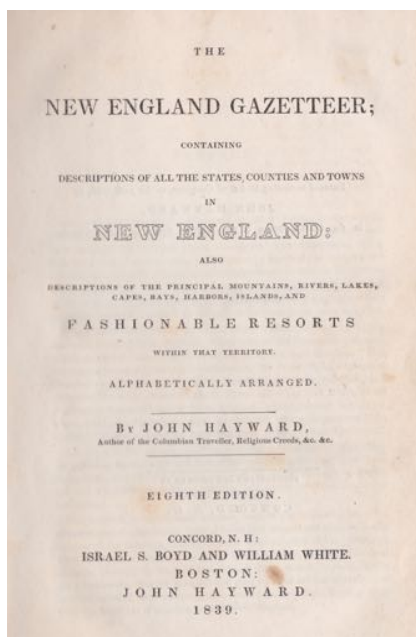 THE
NEW ENGLAND GAZETTEER;
CONTAINING
DESCRIPTIONS OF ALL THE STATES, COUNTIES AND TOWNS
IN
NEW ENGLAND:
ALSO
DESCRIPTIONS OF THE PRINCIPAL MOUNTAINS, RIVERS, LAKES,
CAPES, BAYS, HARBORS, ISLANDS, AND
FASHIONABLE RESORTS
WITHIN THAT TERRITORY.
ALPHABETICALLY ARRANGED.
BY JOHN HAYWARD,
Author of the Columbian Traveller, Religious Creeds, &c. &c.
EIGHTH EDITION.
CONCORD, N. H:
ISRAEL S. BOYD AND WILLIAM WHITE.
BOSTON:
JOHN HAYWARD.
1839.